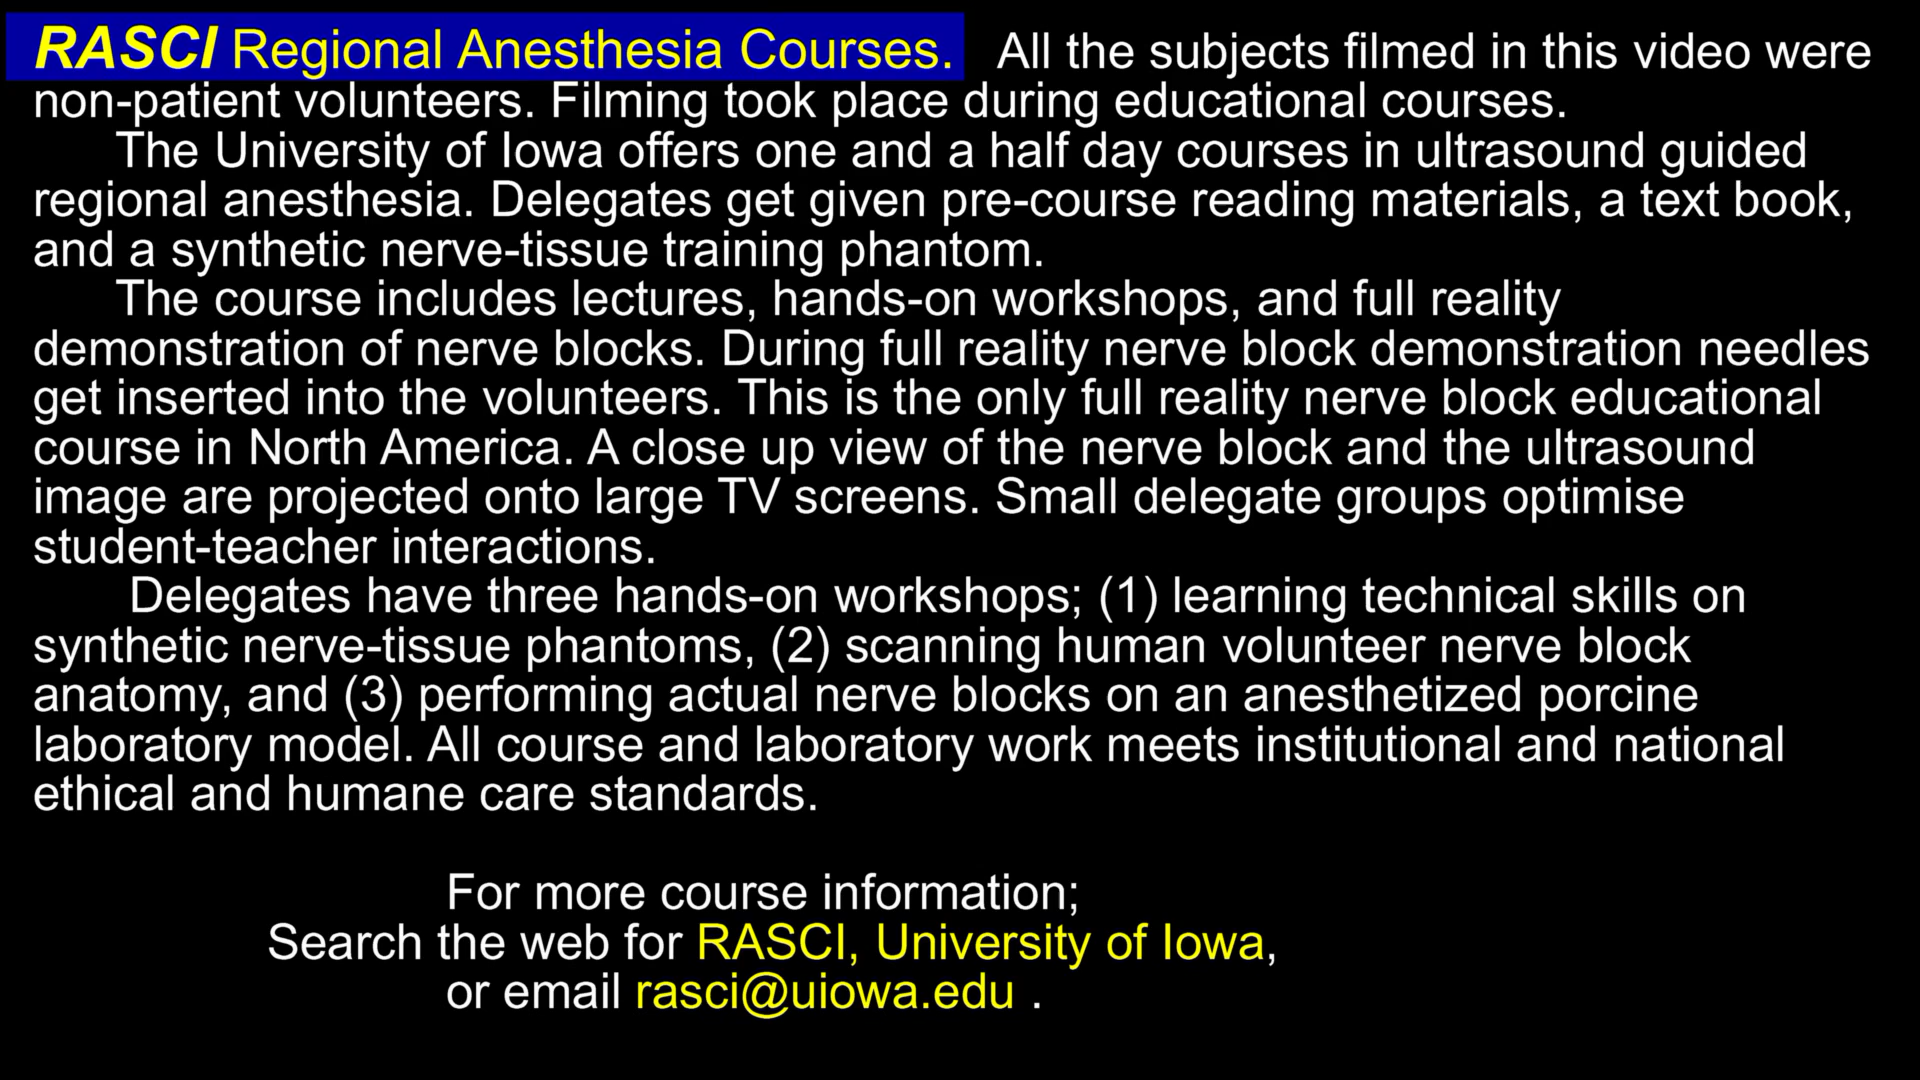 RASCI Regional Anesthesia Courses. All the subjects filmed in this video were
non-patient volunteers. Filming took place during educational courses.
The University of Iowa offers one and a half day courses in ultrasound guided
regional anesthesia. Delegates get given pre-course reading materials, a text book,
and a synthetic nerve-tissue training phantom.
The course includes lectures, hands-on workshops, and full reality
demonstration of nerve blocks. During full reality nerve block demonstration needles
get inserted into the volunteers. This is the only full reality nerve block educational
course in North America. A close up view of the nerve block and the ultrasound
image are projected onto large TV screens. Small delegate groups optimise
student-teacher interactions.
Delegates have three hands-on workshops; (1) learning technical skills on
synthetic nerve-tissue phantoms, (2) scanning human volunteer nerve block
anatomy, and (3) performing actual nerve blocks on an anesthetized porcine
laboratory model. All course and laboratory work meets institutional and national
ethical and humane care standards.
For more course information;
Search the web for RASCI, University of Iowa,
or email rasci@uiowa.edu .